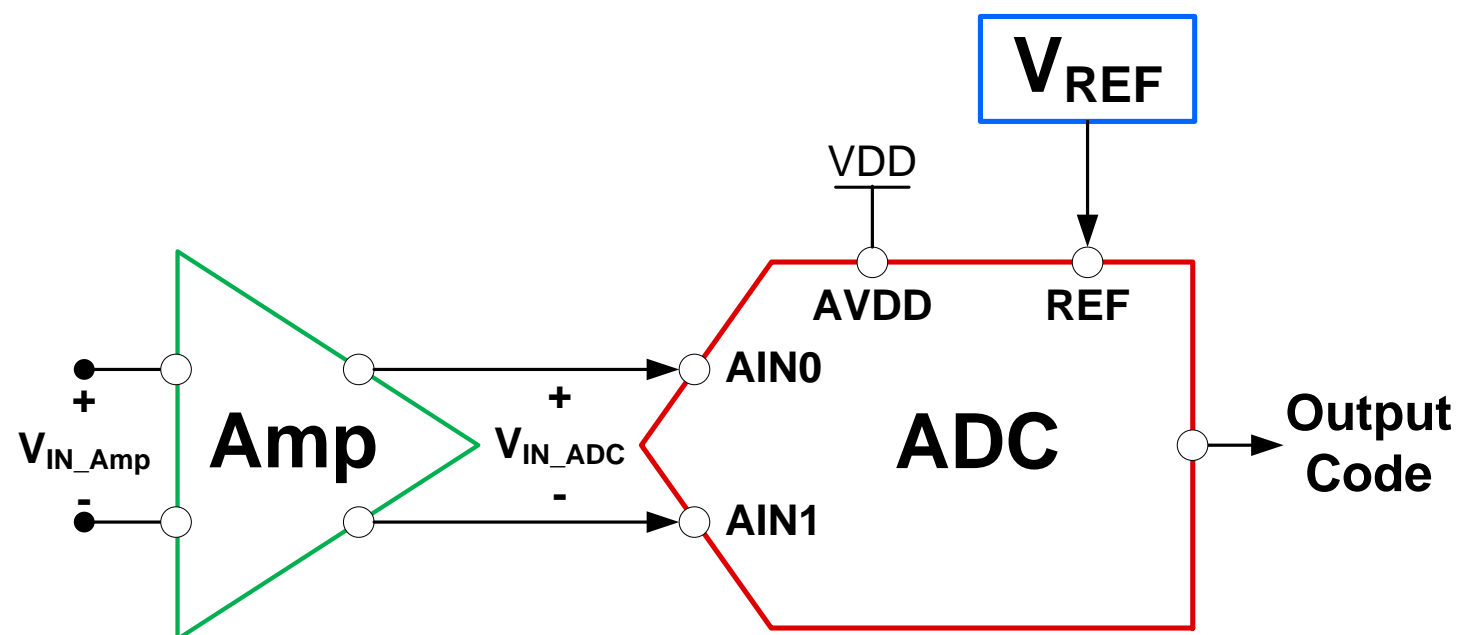 VREF
VDD
AVDD
REF
AIN0
+
+
VIN_Amp
Amp
VIN_ADC
ADC
Output
Code
-
-
AIN1